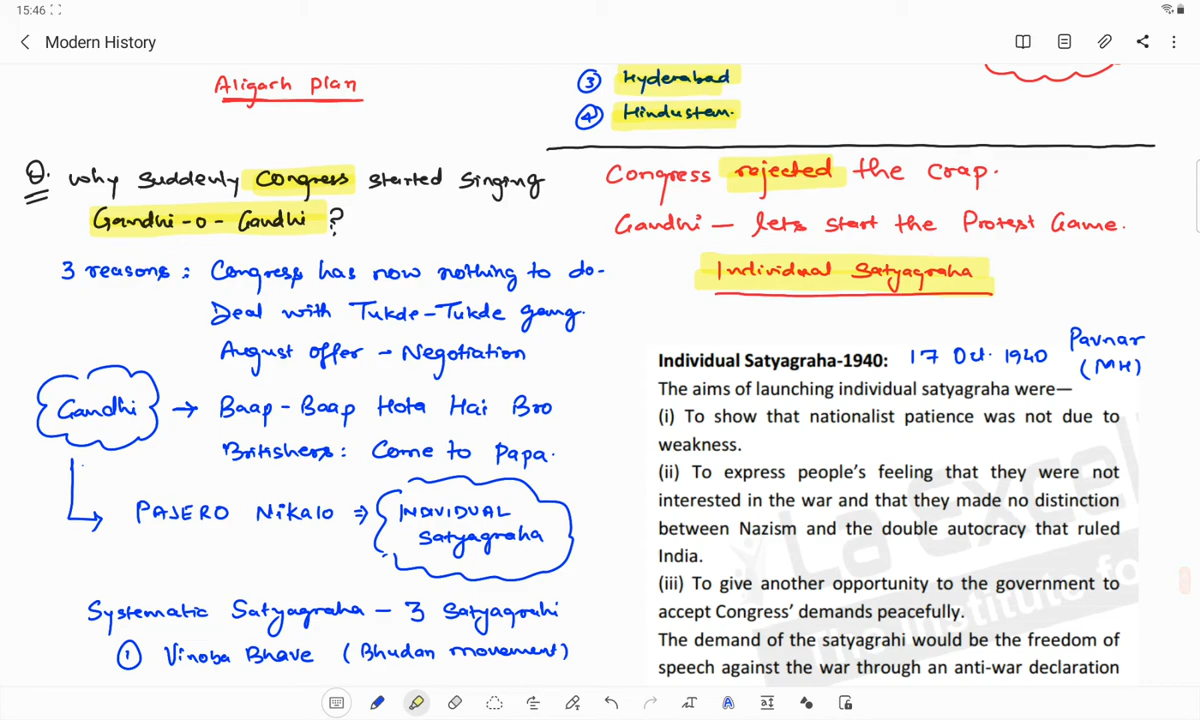 15:46
Modern History
Aligarh Plan
③ Hyderabad
④ Hindustan.
Q. Why Suddenly Congress started Singing
Gandhi-o-Gandhi?
3 reasons : Congress has now nothing to do-
Deal with Tukde-Tukde gang.
August offer - Negotiation
Gandhi → Baap-Baap Hota Hai Bro
Britishers: Come to Papa.
PAJERO Nikalo ⇒ INDIVIDUAL
Satyagraha
Systematic Satyagraha - 3 Satyagrahi
① Vinoba Bhave (Bhudan movement)
Congress rejected the crap.
Gandhi - lets start the Protest Game.
Individual Satyagraha
Individual Satyagraha-1940: 17 Oct. 1940 Pavnar
(MH)
The aims of launching individual satyagraha were—
(i) To show that nationalist patience was not due to
weakness.
(ii) To express people's feeling that they were not
interested in the war and that they made no distinction
between Nazism and the double autocracy that ruled
India.
(iii) To give another opportunity to the government to
accept Congress' demands peacefully.
The demand of the satyagrahi would be the freedom of
speech against the war through an anti-war declaration